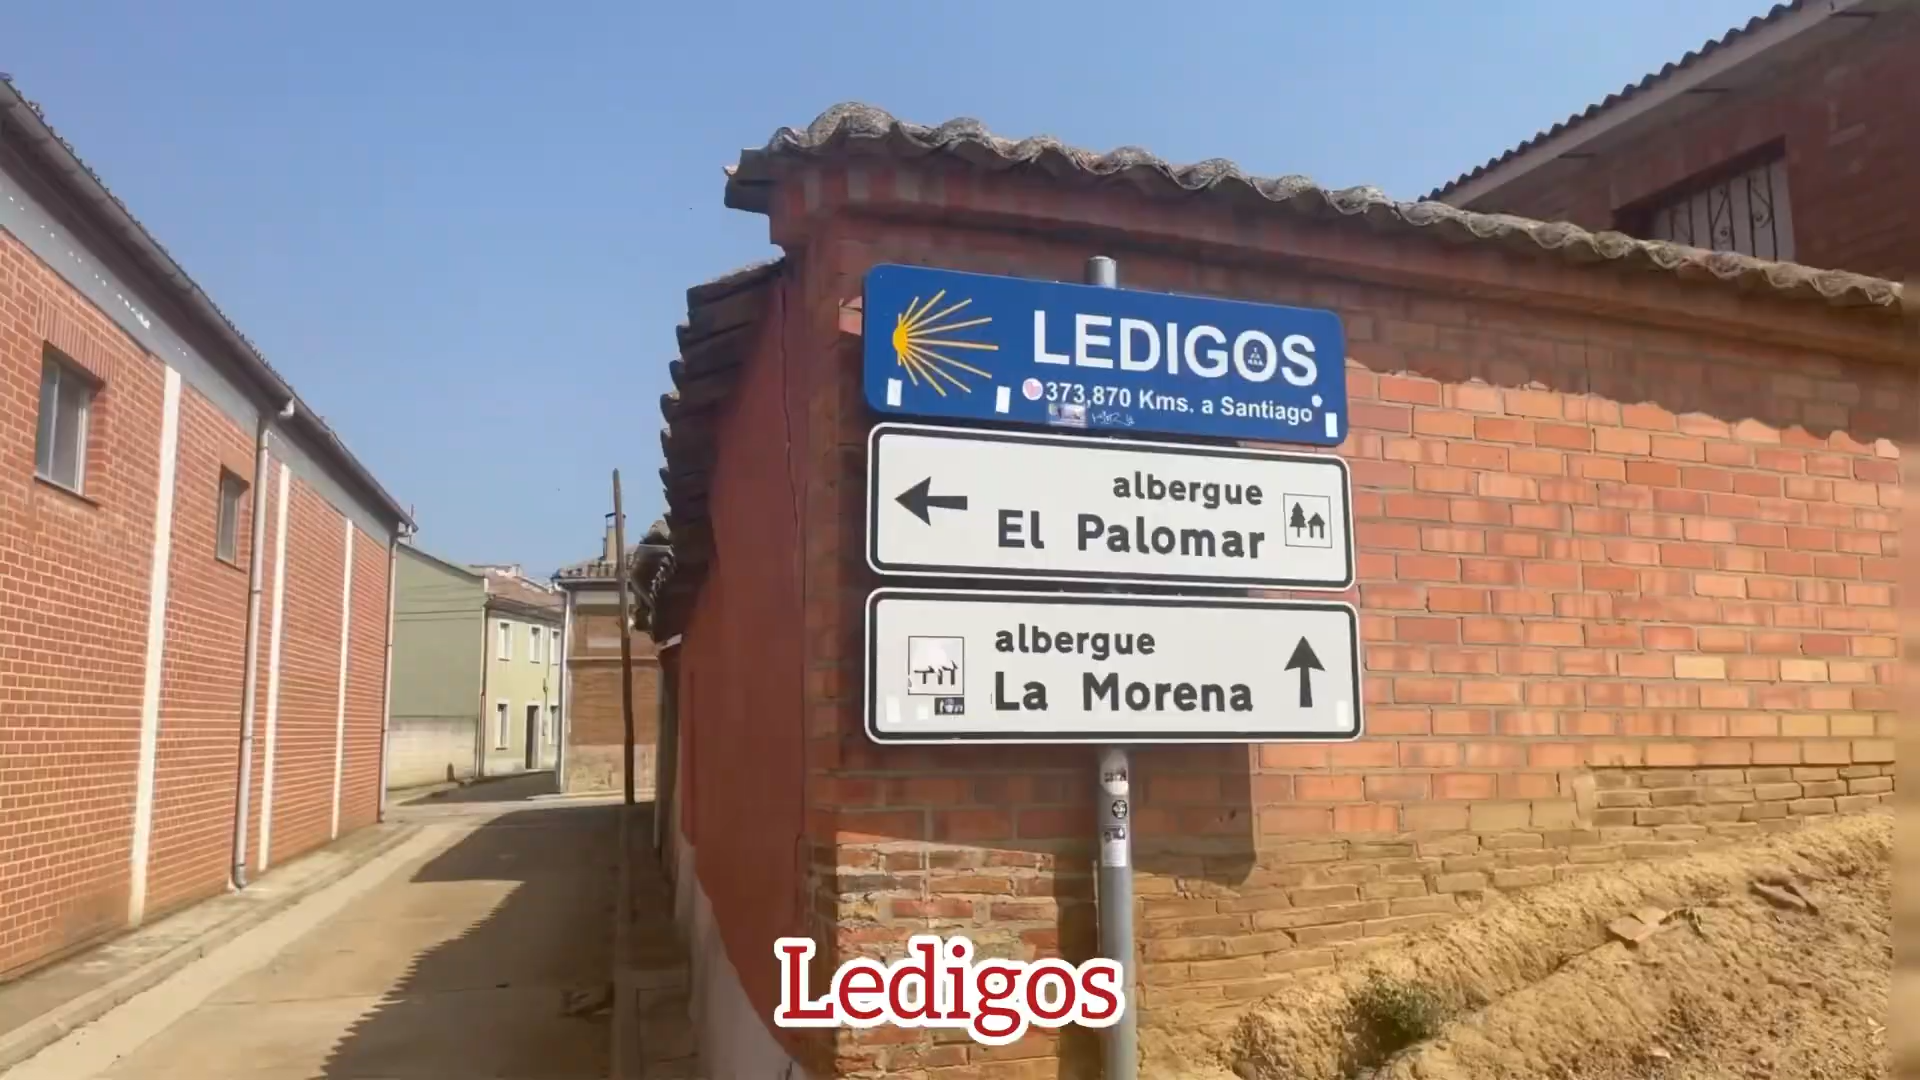 LEDIGOS
373,870 Kms. a Santiago
albergue
El Palomar
albergue
La Morena
Ledigos